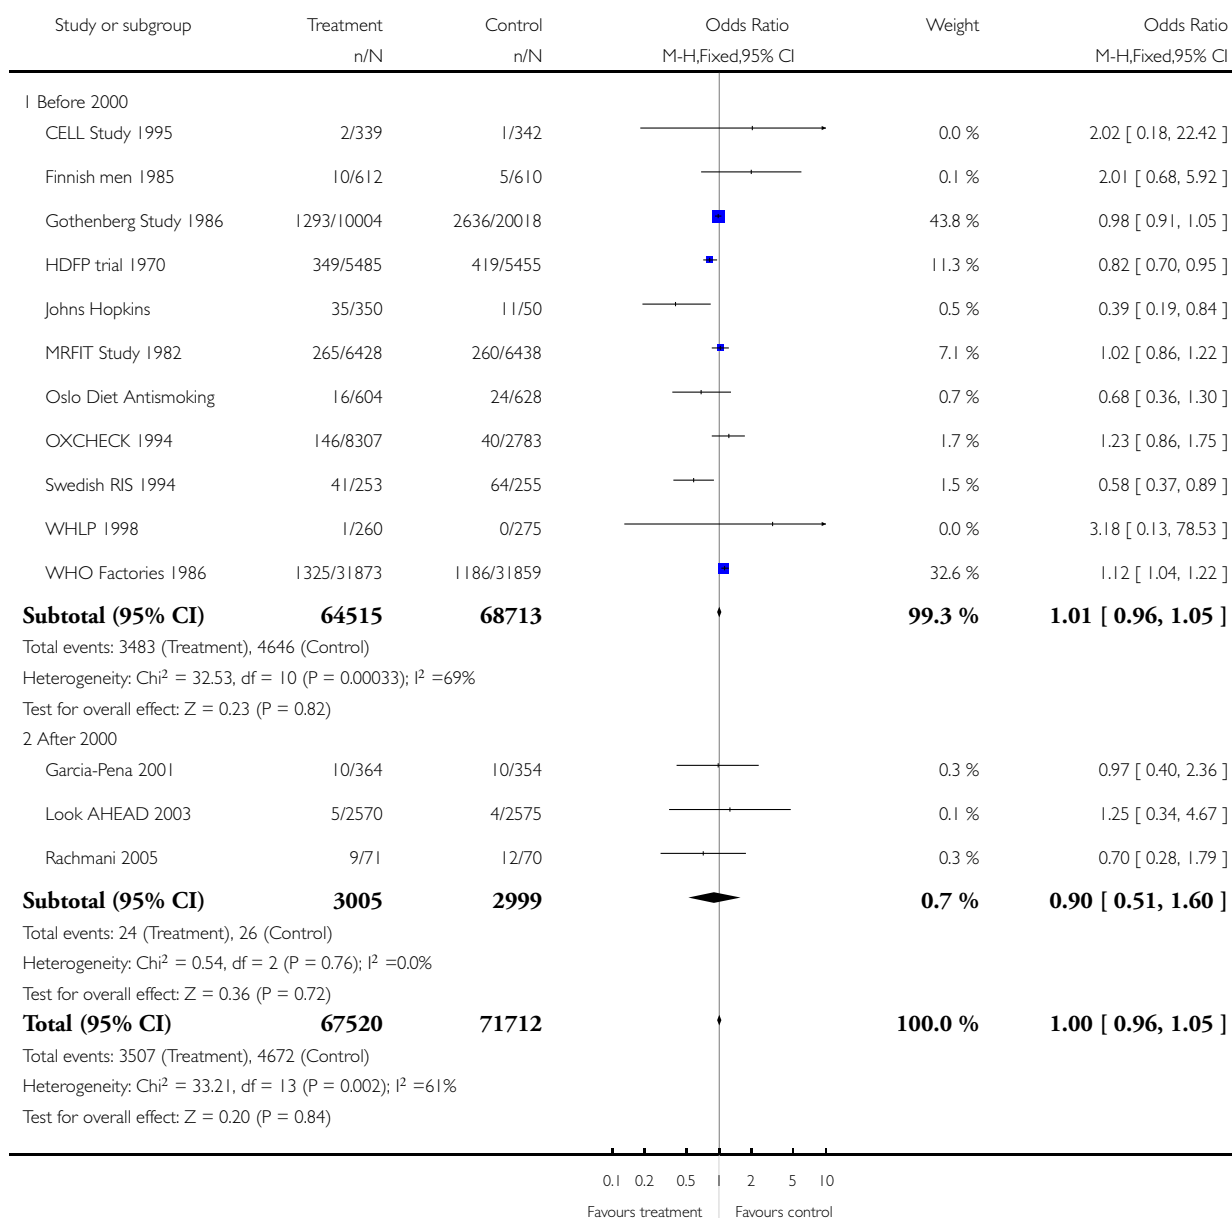 Study or subgroup Treatment Control Odds Ratio Weight Odds Ratio
n/N n/N M-H,Fixed,95% CI M-H,Fixed,95% CI
1 Before 2000
CELL Study 1995 2/339 1/342 0.0 % 2.02 [ 0.18, 22.42 ]
Finnish men 1985 10/612 5/610 0.1 % 2.01 [ 0.68, 5.92 ]
Gothenberg Study 1986 1293/10004 2636/20018 43.8 % 0.98 [ 0.91, 1.05 ]
HDFP trial 1970 349/5485 419/5455 11.3 % 0.82 [ 0.70, 0.95 ]
Johns Hopkins 35/350 11/50 0.5 % 0.39 [ 0.19, 0.84 ]
MRFIT Study 1982 265/6428 260/6438 7.1 % 1.02 [ 0.86, 1.22 ]
Oslo Diet Antismoking 16/604 24/628 0.7 % 0.68 [ 0.36, 1.30 ]
OXCHECK 1994 146/8307 40/2783 1.7 % 1.23 [ 0.86, 1.75 ]
Swedish RIS 1994 41/253 64/255 1.5 % 0.58 [ 0.37, 0.89 ]
WHLP 1998 1/260 0/275 0.0 % 3.18 [ 0.13, 78.53 ]
WHO Factories 1986 1325/31873 1186/31859 32.6 % 1.12 [ 1.04, 1.22 ]
Subtotal (95% CI) 64515 68713 99.3 % 1.01 [ 0.96, 1.05 ]
Total events: 3483 (Treatment), 4646 (Control)
Heterogeneity: Chi² = 32.53, df = 10 (P = 0.00033); I² =69%
Test for overall effect: Z = 0.23 (P = 0.82)
2 After 2000
Garcia-Pena 2001 10/364 10/354 0.3 % 0.97 [ 0.40, 2.36 ]
Look AHEAD 2003 5/2570 4/2575 0.1 % 1.25 [ 0.34, 4.67 ]
Rachmani 2005 9/71 12/70 0.3 % 0.70 [ 0.28, 1.79 ]
Subtotal (95% CI) 3005 2999 0.7 % 0.90 [ 0.51, 1.60 ]
Total events: 24 (Treatment), 26 (Control)
Heterogeneity: Chi² = 0.54, df = 2 (P = 0.76); I² =0.0%
Test for overall effect: Z = 0.36 (P = 0.72)
Total (95% CI) 67520 71712 100.0 % 1.00 [ 0.96, 1.05 ]
Total events: 3507 (Treatment), 4672 (Control)
Heterogeneity: Chi² = 33.21, df = 13 (P = 0.002); I² =61%
Test for overall effect: Z = 0.20 (P = 0.84)
0.1 0.2 0.5 1 2 5 10
Favours treatment Favours control